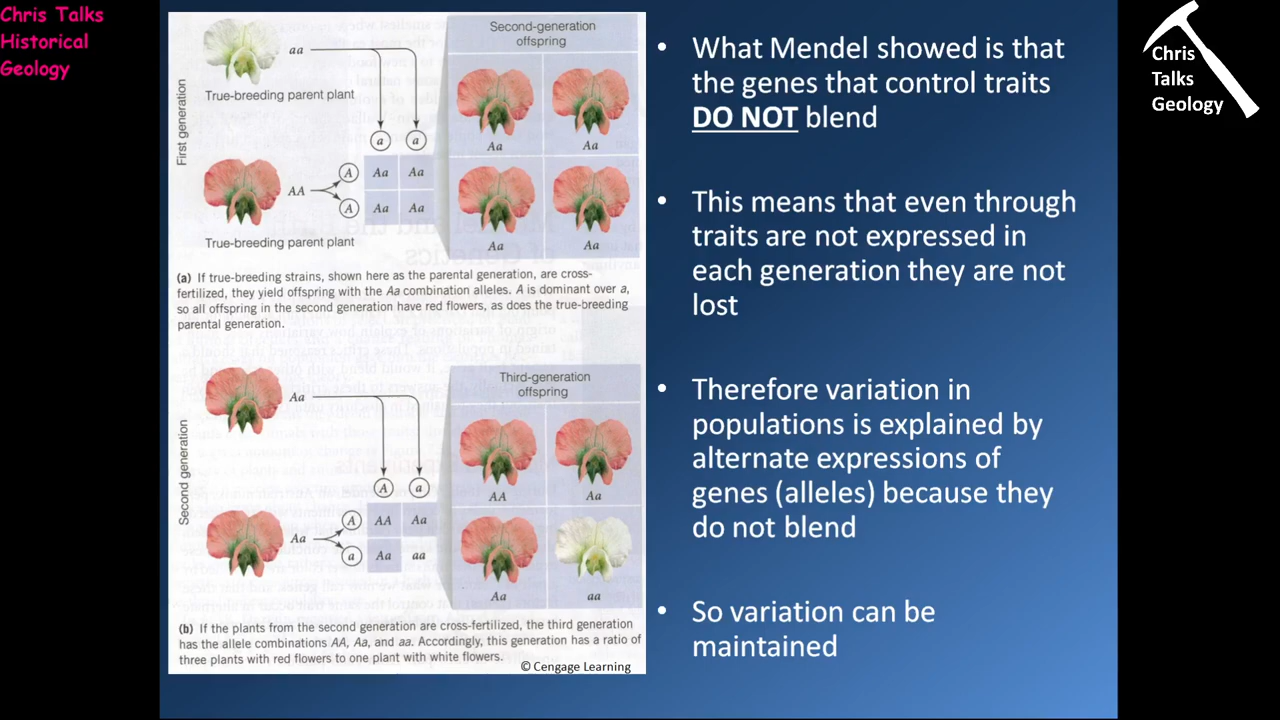 Chris Talks
Historical
Geology
First generation
aa
True-breeding parent plant
a a
AA
A Aa Aa
A Aa Aa
True-breeding parent plant
Second-generation
offspring
Aa Aa
Aa Aa
(a) If true-breeding strains, shown here as the parental generation, are cross-
fertilized, they yield offspring with the Aa combination alleles. A is dominant over a,
so all offspring in the second generation have red flowers, as does the true-breeding
parental generation.
Second generation
Aa
A a
Aa
A AA Aa
a Aa aa
Third-generation
offspring
AA Aa
Aa aa
(b) If the plants from the second generation are cross-fertilized, the third generation
has the allele combinations AA, Aa, and aa. Accordingly, this generation has a ratio of
three plants with red flowers to one plant with white flowers.
© Cengage Learning
• What Mendel showed is that
the genes that control traits
DO NOT blend
• This means that even through
traits are not expressed in
each generation they are not
lost
• Therefore variation in
populations is explained by
alternate expressions of
genes (alleles) because they
do not blend
• So variation can be
maintained
Chris
Talks
Geology